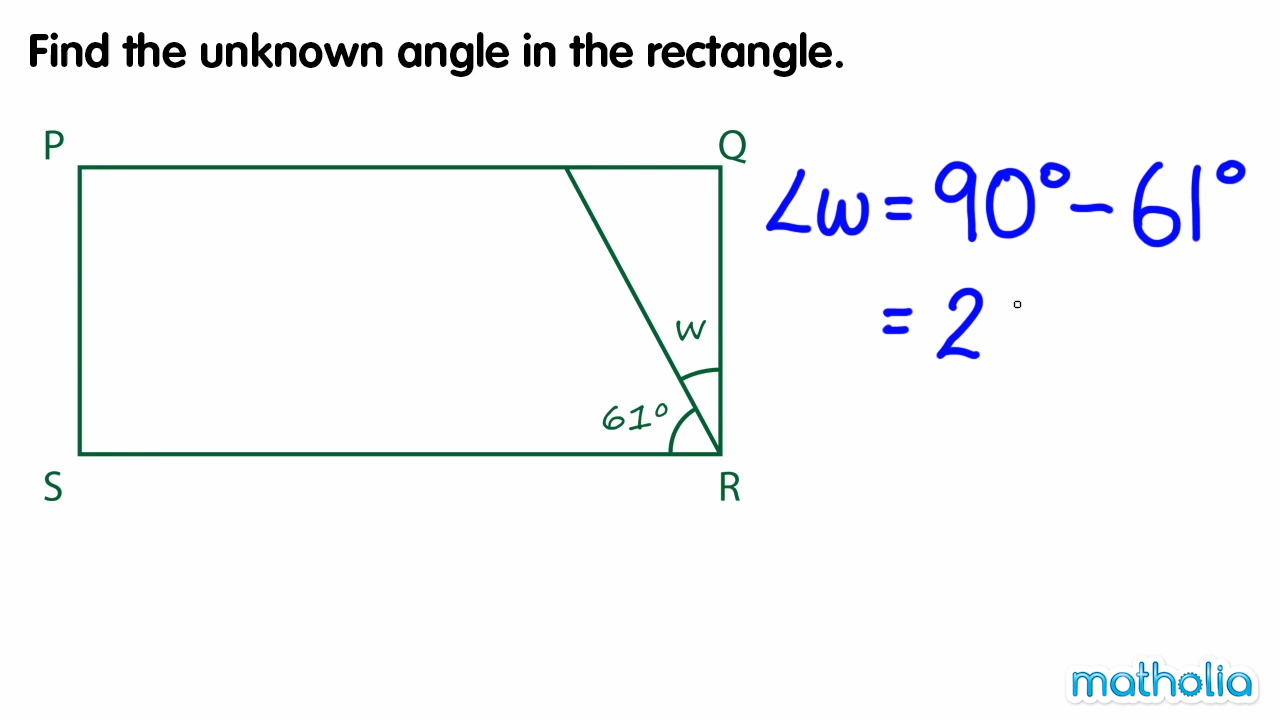 Find the unknown angle in the rectangle.
P
Q
∠w = 90° - 61°
= 2
w
61°
S
R
matholia